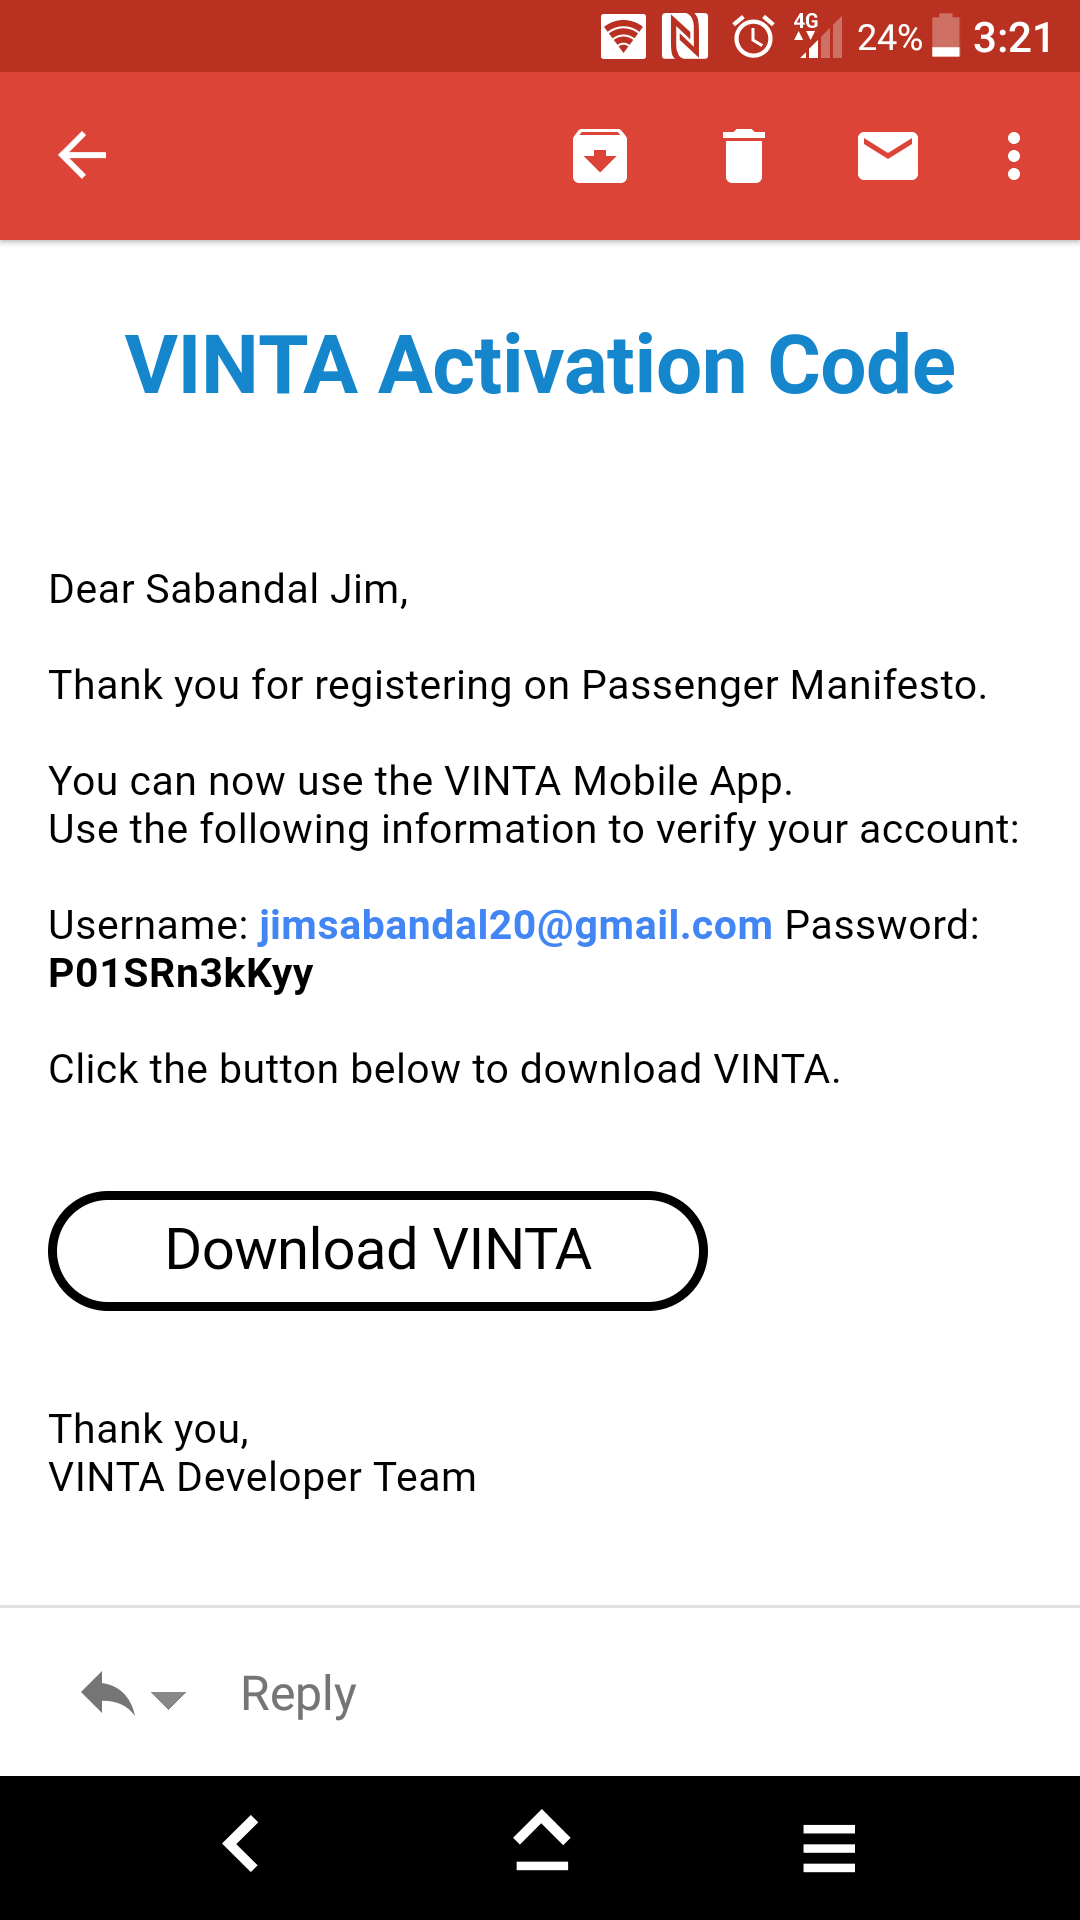 4G 24% 3:21
VINTA Activation Code
Dear Sabandal Jim,
Thank you for registering on Passenger Manifesto.
You can now use the VINTA Mobile App.
Use the following information to verify your account:
Username: jimsabandal20@gmail.com Password:
P01SRn3kKyy
Click the button below to download VINTA.
Download VINTA
Thank you,
VINTA Developer Team
Reply